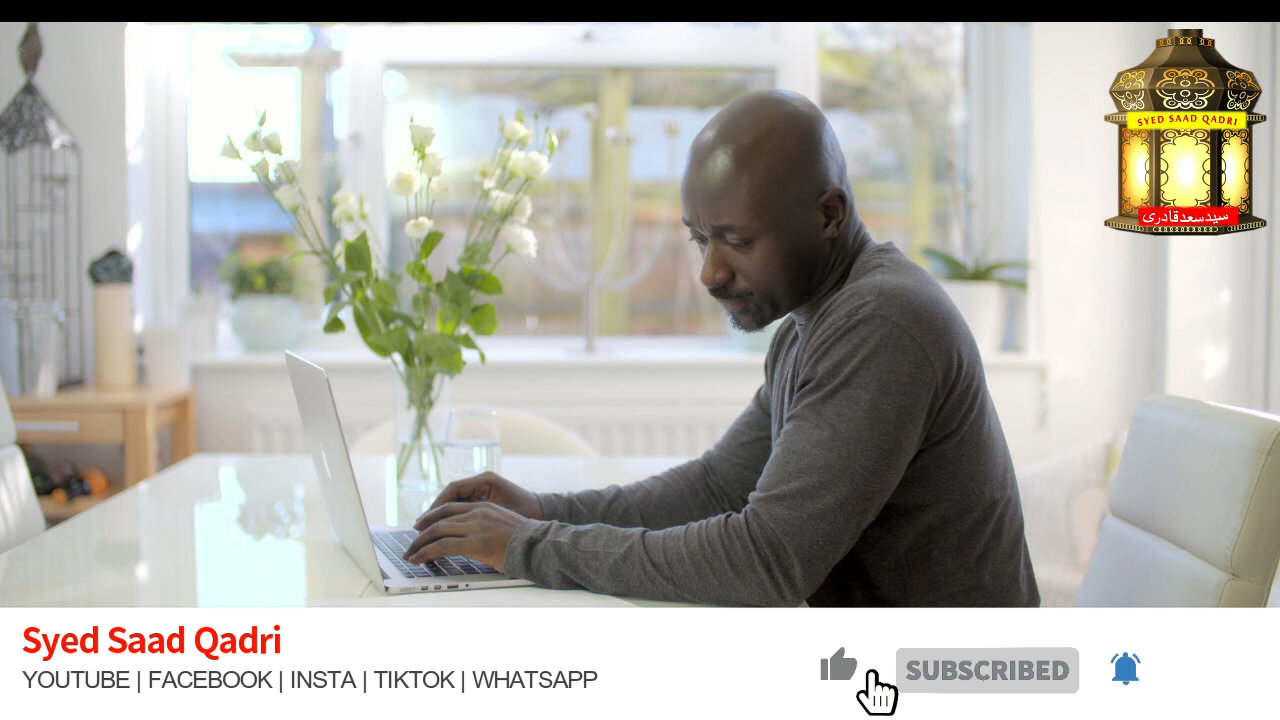 SYED SAAD QADRI
سیدسعدقادری
Syed Saad Qadri
YOUTUBE | FACEBOOK | INSTA | TIKTOK | WHATSAPP
SUBSCRIBED